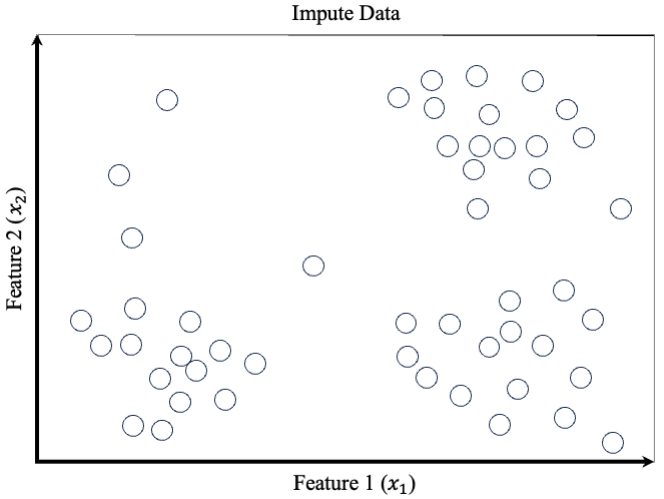 Impute Data
Feature 2 (x₂)
Feature 1 (x₁)